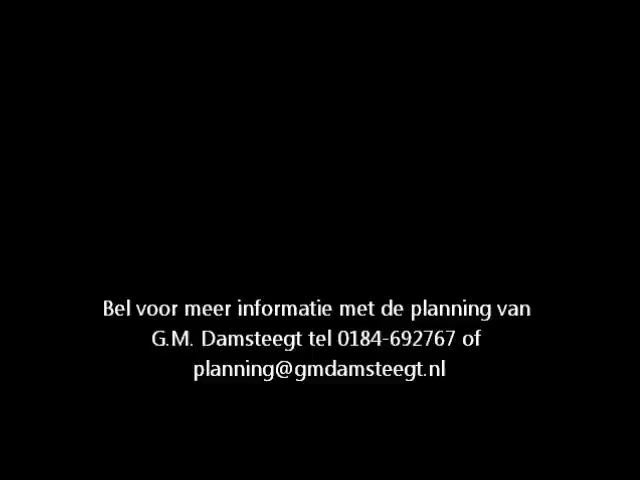 Bel voor meer informatie met de planning van
G.M. Damsteegt tel 0184-692767 of
planning@gmdamsteegt.nl